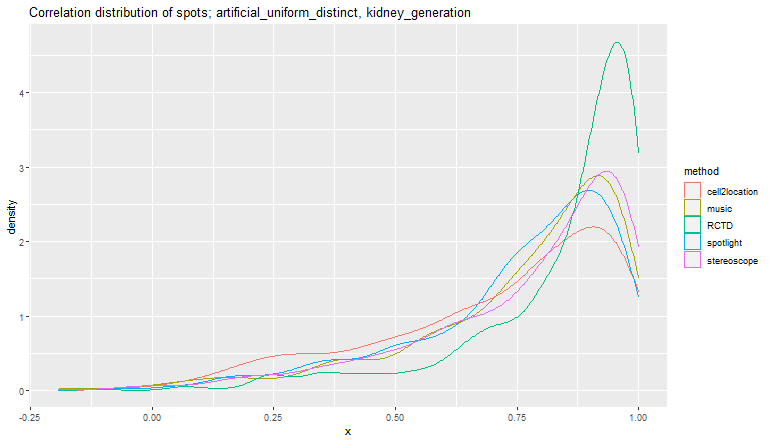 Correlation distribution of spots; artificial_uniform_distinct, kidney_generation
4
3
2
1
0
density
-0.25
0.00
0.25
0.50
0.75
1.00
x
method
cell2location
music
RCTD
spotlight
stereoscope